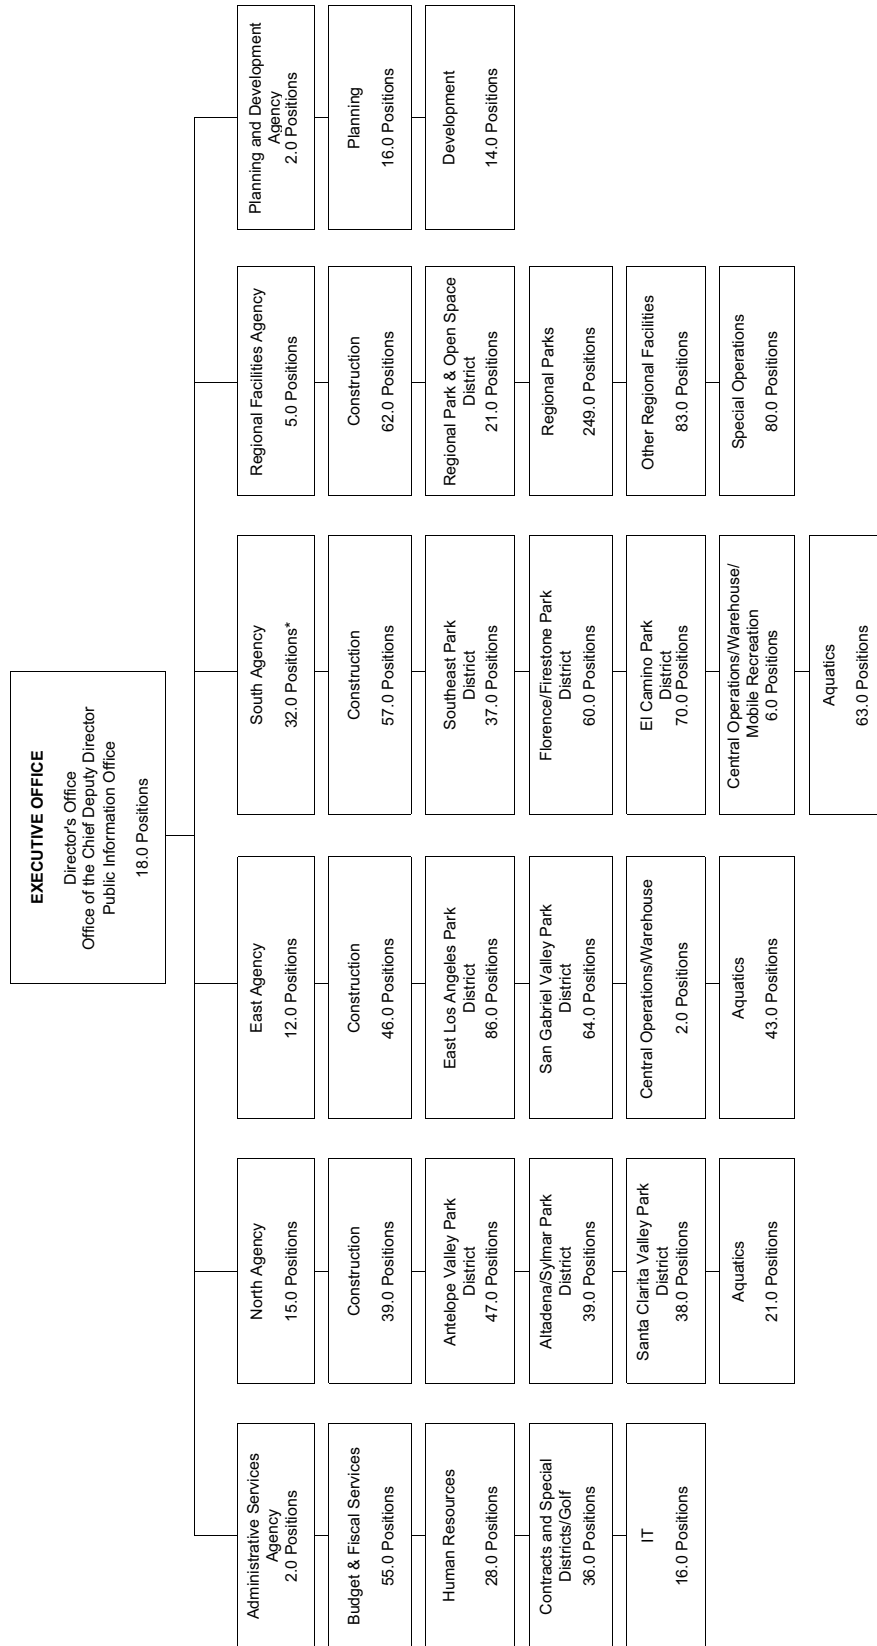 EXECUTIVE OFFICE
Director's Office
Office of the Chief Deputy Director
Public Information Office
18.0 Positions
Administrative Services
Agency
2.0 Positions
Budget & Fiscal Services
55.0 Positions
Human Resources
28.0 Positions
Contracts and Special
Districts/Golf
36.0 Positions
IT
16.0 Positions
North Agency
15.0 Positions
Construction
39.0 Positions
Antelope Valley Park
District
47.0 Positions
Altadena/Sylmar Park
District
39.0 Positions
Santa Clarita Valley Park
District
38.0 Positions
Aquatics
21.0 Positions
East Agency
12.0 Positions
Construction
46.0 Positions
East Los Angeles Park
District
86.0 Positions
San Gabriel Valley Park
District
64.0 Positions
Central Operations/Warehouse
2.0 Positions
Aquatics
43.0 Positions
South Agency
32.0 Positions*
Construction
57.0 Positions
Southeast Park
District
37.0 Positions
Florence/Firestone Park
District
60.0 Positions
El Camino Park
District
70.0 Positions
Central Operations/Warehouse/
Mobile Recreation
6.0 Positions
Aquatics
63.0 Positions
Regional Facilities Agency
5.0 Positions
Construction
62.0 Positions
Regional Park & Open Space
District
21.0 Positions
Regional Parks
249.0 Positions
Other Regional Facilities
83.0 Positions
Special Operations
80.0 Positions
Planning and Development
Agency
2.0 Positions
Planning
16.0 Positions
Development
14.0 Positions